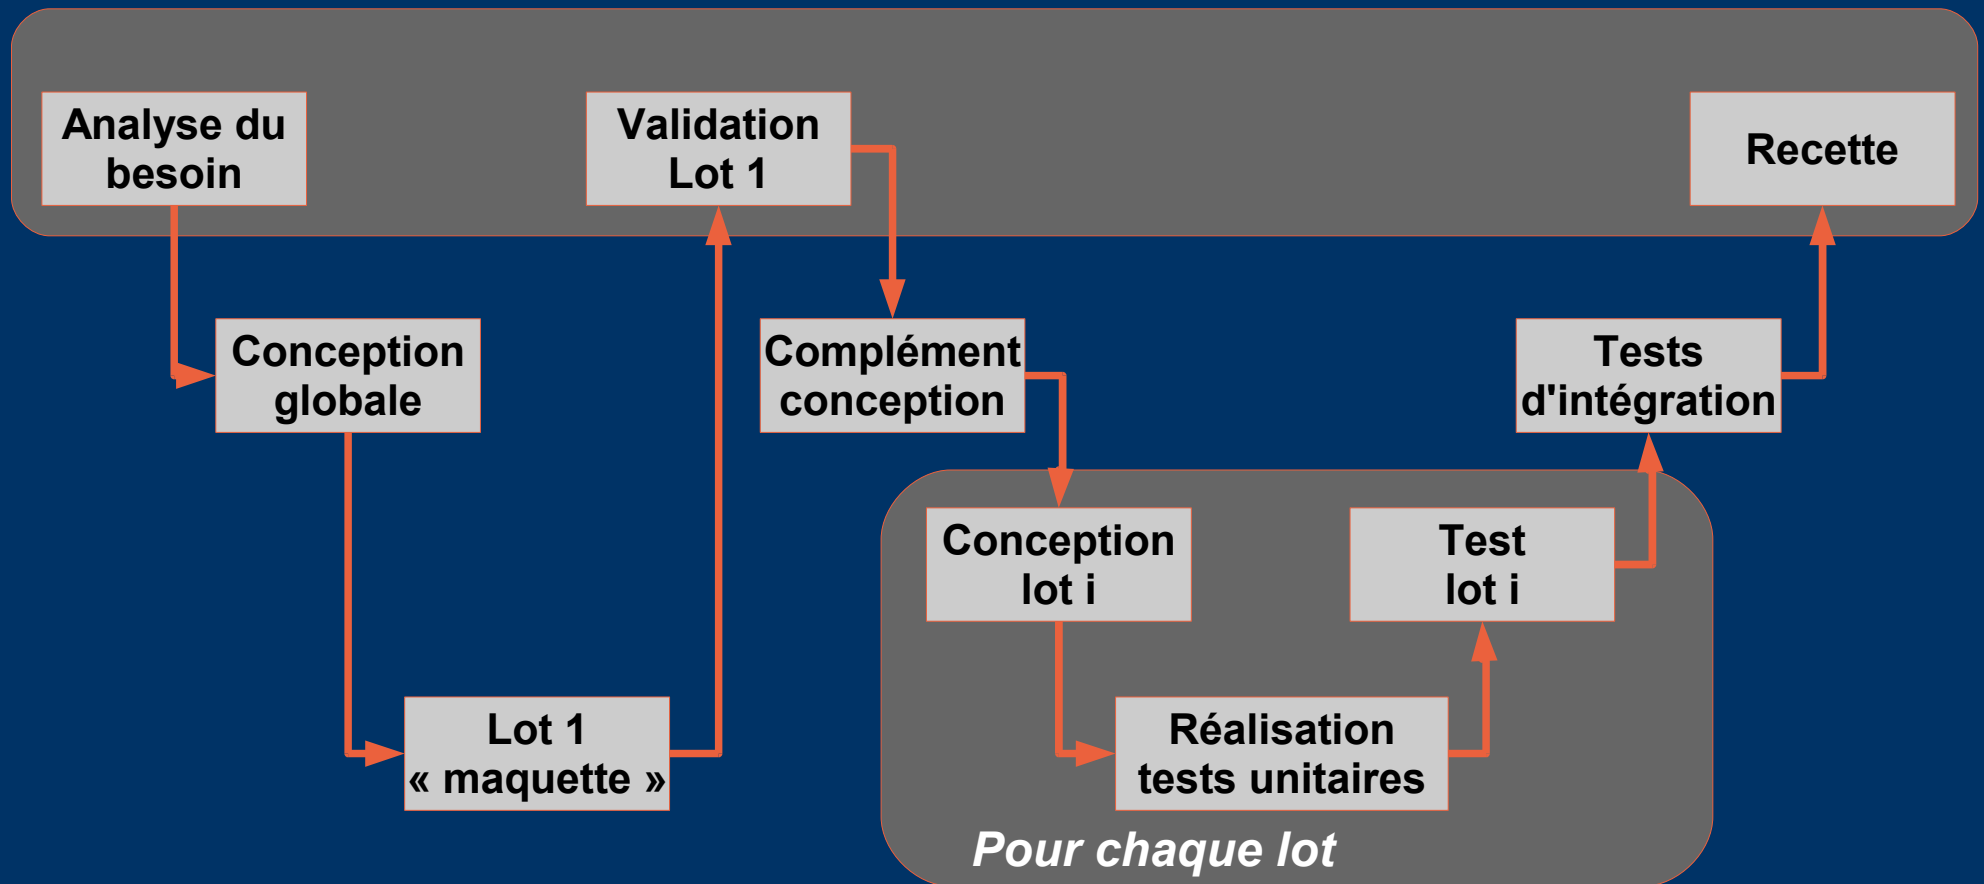 Analyse du
besoin
Validation
Lot 1
Recette
Conception
globale
Complément
conception
Tests
d'intégration
Conception
lot i
Test
lot i
Lot 1
« maquette »
Réalisation
tests unitaires
Pour chaque lot